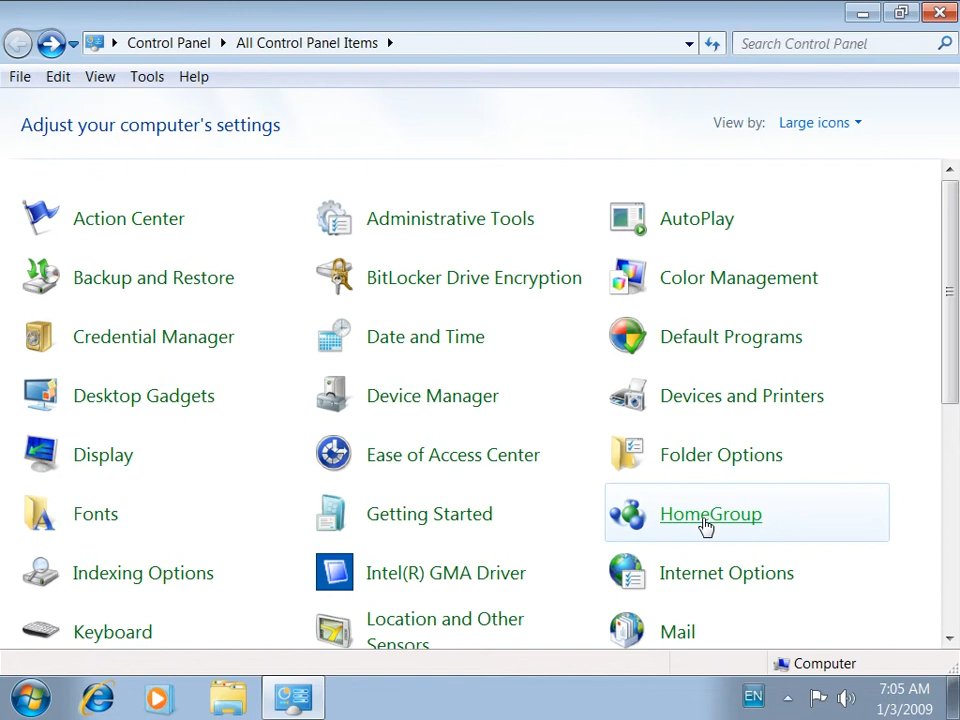 Control Panel All Control Panel Items
Search Control Panel
File Edit View Tools Help
Adjust your computer's settings
View by: Large icons
Action Center
Administrative Tools
AutoPlay
Backup and Restore
BitLocker Drive Encryption
Color Management
Credential Manager
Date and Time
Default Programs
Desktop Gadgets
Device Manager
Devices and Printers
Display
Ease of Access Center
Folder Options
Fonts
Getting Started
HomeGroup
Indexing Options
Intel(R) GMA Driver
Internet Options
Keyboard
Location and Other
Sensors
Mail
Computer
EN
7:05 AM
1/3/2009